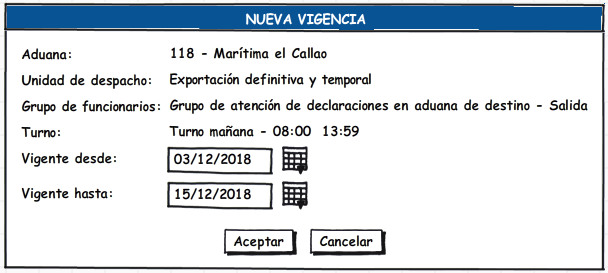 NUEVA VIGENCIA
Aduana: 118 - Marítima el Callao
Unidad de despacho: Exportación definitiva y temporal
Grupo de funcionarios: Grupo de atención de declaraciones en aduana de destino - Salida
Turno: Turno mañana - 08:00 13:59
Vigente desde: 03/12/2018
Vigente hasta: 15/12/2018
Aceptar Cancelar